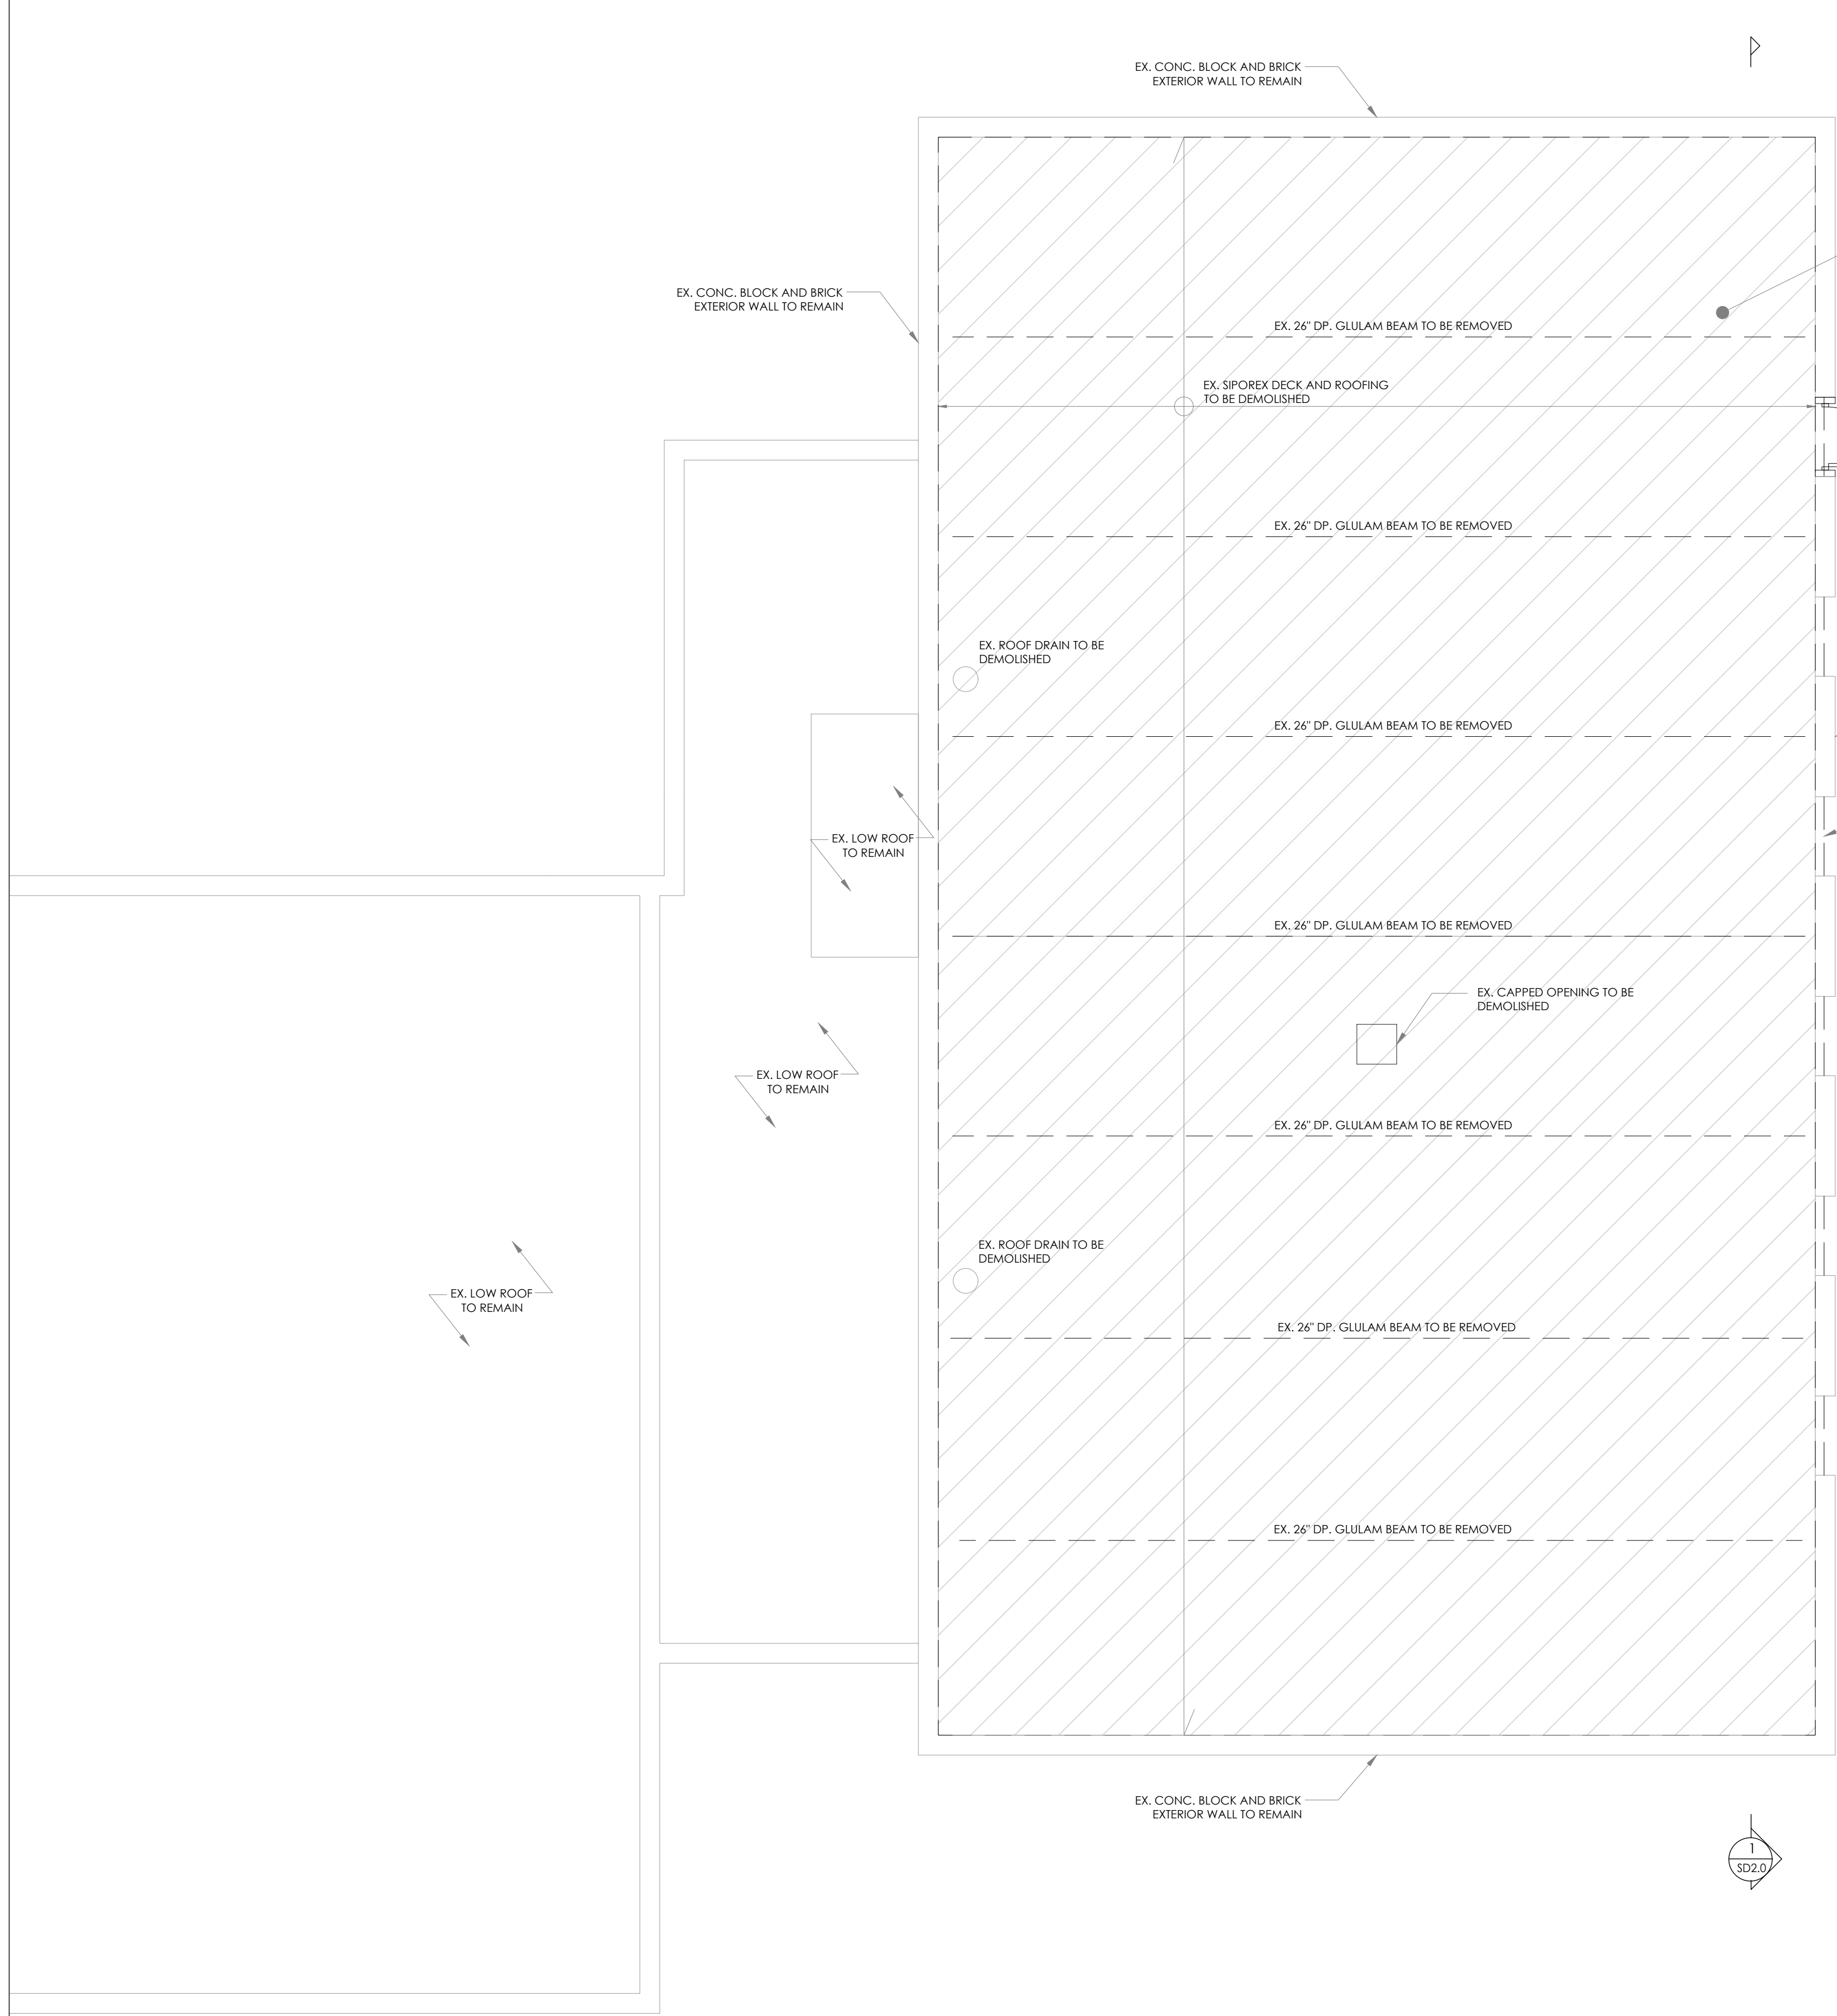 EX. CONC. BLOCK AND BRICK
EXTERIOR WALL TO REMAIN
EX. CONC. BLOCK AND BRICK
EXTERIOR WALL TO REMAIN
EX. 26" DP. GLULAM BEAM TO BE REMOVED
EX. SIPOREX DECK AND ROOFING
TO BE DEMOLISHED
EX. 26" DP. GLULAM BEAM TO BE REMOVED
EX. ROOF DRAIN TO BE
DEMOLISHED
EX. 26" DP. GLULAM BEAM TO BE REMOVED
EX. LOW ROOF
TO REMAIN
EX. 26" DP. GLULAM BEAM TO BE REMOVED
EX. CAPPED OPENING TO BE
DEMOLISHED
EX. LOW ROOF
TO REMAIN
EX. 26" DP. GLULAM BEAM TO BE REMOVED
EX. ROOF DRAIN TO BE
DEMOLISHED
EX. LOW ROOF
TO REMAIN
EX. 26" DP. GLULAM BEAM TO BE REMOVED
EX. 26" DP. GLULAM BEAM TO BE REMOVED
EX. CONC. BLOCK AND BRICK
EXTERIOR WALL TO REMAIN
1
SD2.0